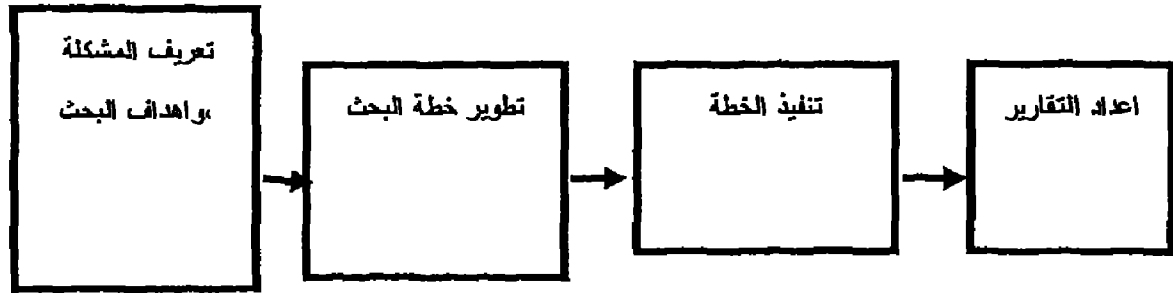 تعريف المشكلة
،واهداف البحث
تطوير خطة البحث
تنفيذ الخطة
اعداد التقارير